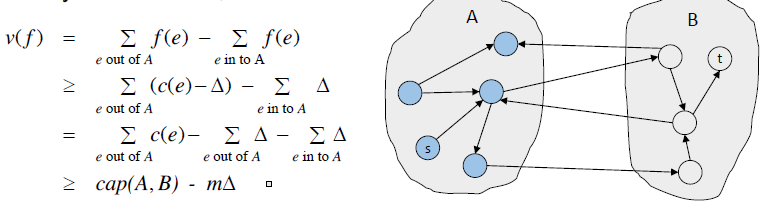 v(f) = Σ f(e) − Σ f(e)
e out of A e in to A
≥ Σ (c(e)−Δ) − Σ Δ
e out of A e in to A
= Σ c(e)− Σ Δ − Σ Δ
e out of A e out of A e in to A
≥ cap(A, B) - mΔ ▫
A
B
t
s